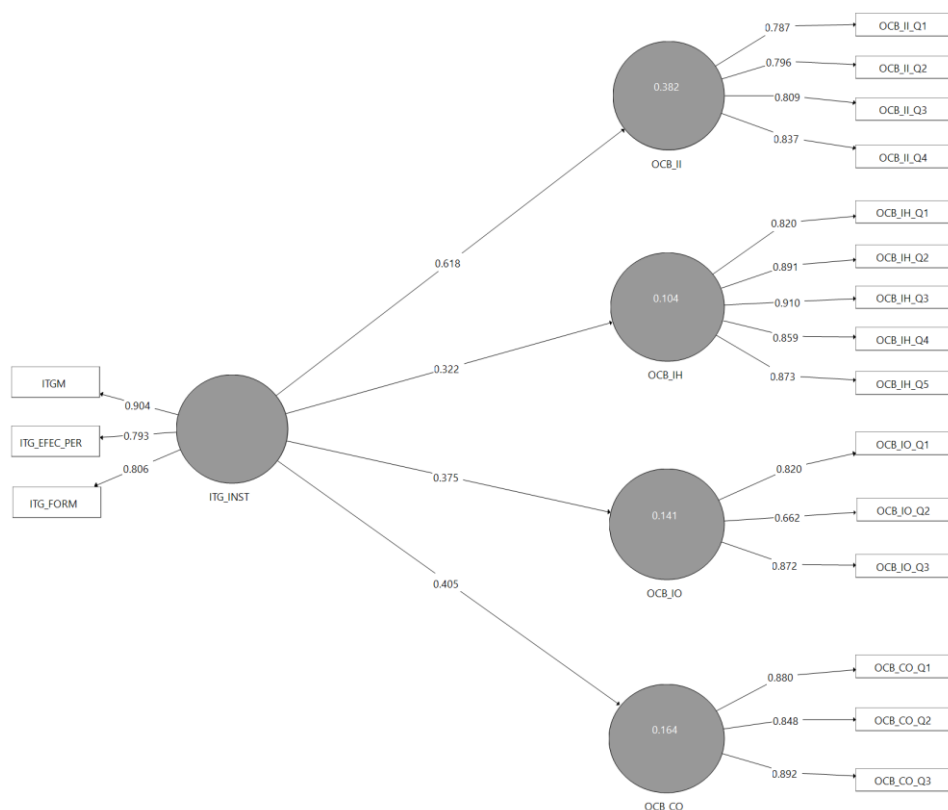 0.787
OCB_II_Q1
0.796
OCB_II_Q2
0.382
0.809
OCB_II_Q3
0.837
OCB_II_Q4
OCB_II
0.820
OCB_IH_Q1
0.891
OCB_IH_Q2
0.618
0.104
0.910
OCB_IH_Q3
0.859
OCB_IH_Q4
0.322
OCB_IH
0.873
OCB_IH_Q5
ITGM
0.904
ITG_EFEC_PER
0.793
0.806
ITG_FORM
ITG_INST
0.375
0.820
OCB_IO_Q1
0.141
0.662
OCB_IO_Q2
0.872
OCB_IO_Q3
OCB_IO
0.405
0.880
OCB_CO_Q1
0.164
0.848
OCB_CO_Q2
0.892
OCB_CO_Q3
OCB_CO